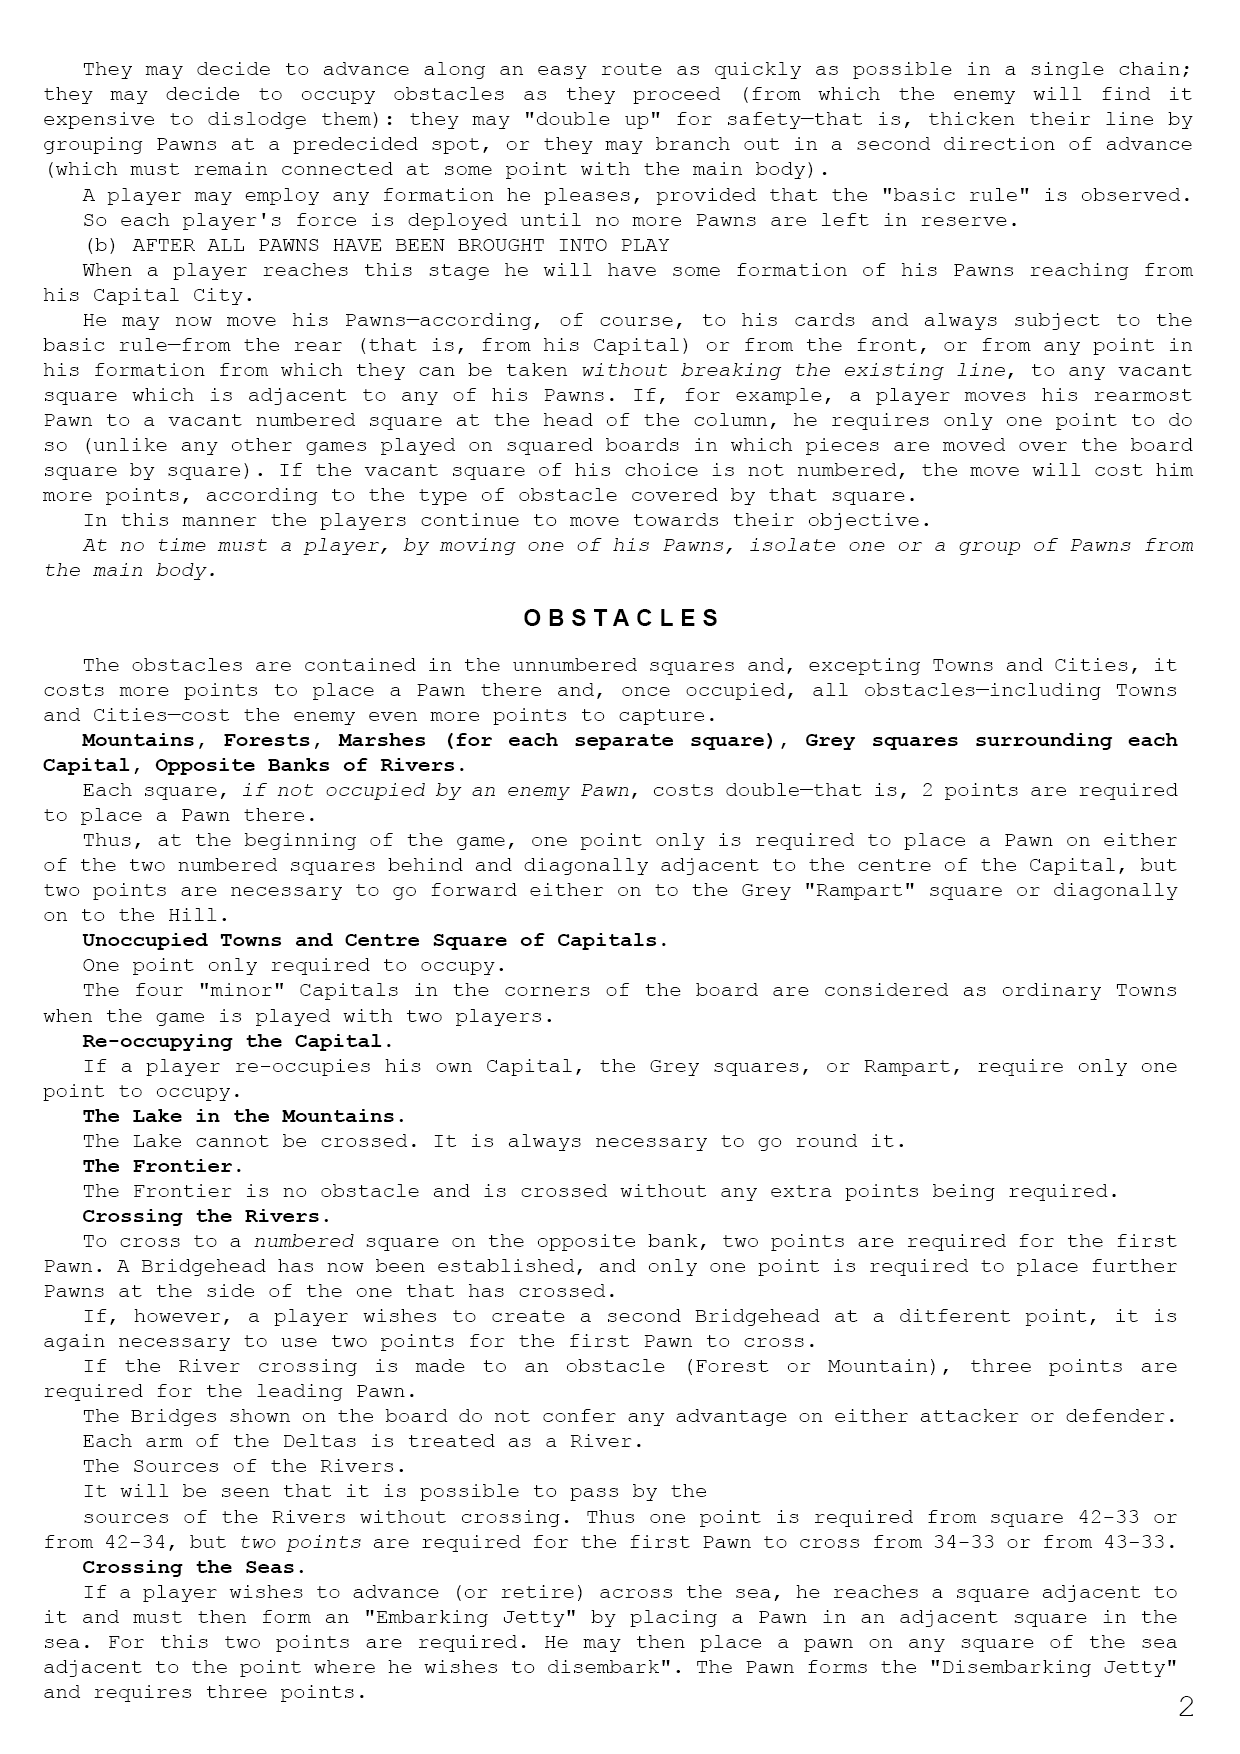 They may decide to advance along an easy route as quickly as possible in a single chain;
they may decide to occupy obstacles as they proceed (from which the enemy will find it
expensive to dislodge them): they may "double up" for safety—that is, thicken their line by
grouping Pawns at a predecided spot, or they may branch out in a second direction of advance
(which must remain connected at some point with the main body).
A player may employ any formation he pleases, provided that the "basic rule" is observed.
So each player's force is deployed until no more Pawns are left in reserve.
(b) AFTER ALL PAWNS HAVE BEEN BROUGHT INTO PLAY
When a player reaches this stage he will have some formation of his Pawns reaching from
his Capital City.
He may now move his Pawns—according, of course, to his cards and always subject to the
basic rule—from the rear (that is, from his Capital) or from the front, or from any point in
his formation from which they can be taken without breaking the existing line, to any vacant
square which is adjacent to any of his Pawns. If, for example, a player moves his rearmost
Pawn to a vacant numbered square at the head of the column, he requires only one point to do
so (unlike any other games played on squared boards in which pieces are moved over the board
square by square). If the vacant square of his choice is not numbered, the move will cost him
more points, according to the type of obstacle covered by that square.
In this manner the players continue to move towards their objective.
At no time must a player, by moving one of his Pawns, isolate one or a group of Pawns from
the main body.
OBSTACLES
The obstacles are contained in the unnumbered squares and, excepting Towns and Cities, it
costs more points to place a Pawn there and, once occupied, all obstacles—including Towns
and Cities—cost the enemy even more points to capture.
Mountains, Forests, Marshes (for each separate square), Grey squares surrounding each
Capital, Opposite Banks of Rivers.
Each square, if not occupied by an enemy Pawn, costs double—that is, 2 points are required
to place a Pawn there.
Thus, at the beginning of the game, one point only is required to place a Pawn on either
of the two numbered squares behind and diagonally adjacent to the centre of the Capital, but
two points are necessary to go forward either on to the Grey "Rampart" square or diagonally
on to the Hill.
Unoccupied Towns and Centre Square of Capitals.
One point only required to occupy.
The four "minor" Capitals in the corners of the board are considered as ordinary Towns
when the game is played with two players.
Re-occupying the Capital.
If a player re-occupies his own Capital, the Grey squares, or Rampart, require only one
point to occupy.
The Lake in the Mountains.
The Lake cannot be crossed. It is always necessary to go round it.
The Frontier.
The Frontier is no obstacle and is crossed without any extra points being required.
Crossing the Rivers.
To cross to a numbered square on the opposite bank, two points are required for the first
Pawn. A Bridgehead has now been established, and only one point is required to place further
Pawns at the side of the one that has crossed.
If, however, a player wishes to create a second Bridgehead at a ditferent point, it is
again necessary to use two points for the first Pawn to cross.
If the River crossing is made to an obstacle (Forest or Mountain), three points are
required for the leading Pawn.
The Bridges shown on the board do not confer any advantage on either attacker or defender.
Each arm of the Deltas is treated as a River.
The Sources of the Rivers.
It will be seen that it is possible to pass by the
sources of the Rivers without crossing. Thus one point is required from square 42-33 or
from 42-34, but two points are required for the first Pawn to cross from 34-33 or from 43-33.
Crossing the Seas.
If a player wishes to advance (or retire) across the sea, he reaches a square adjacent to
it and must then form an "Embarking Jetty" by placing a Pawn in an adjacent square in the
sea. For this two points are required. He may then place a pawn on any square of the sea
adjacent to the point where he wishes to disembark". The Pawn forms the "Disembarking Jetty"
and requires three points.
2